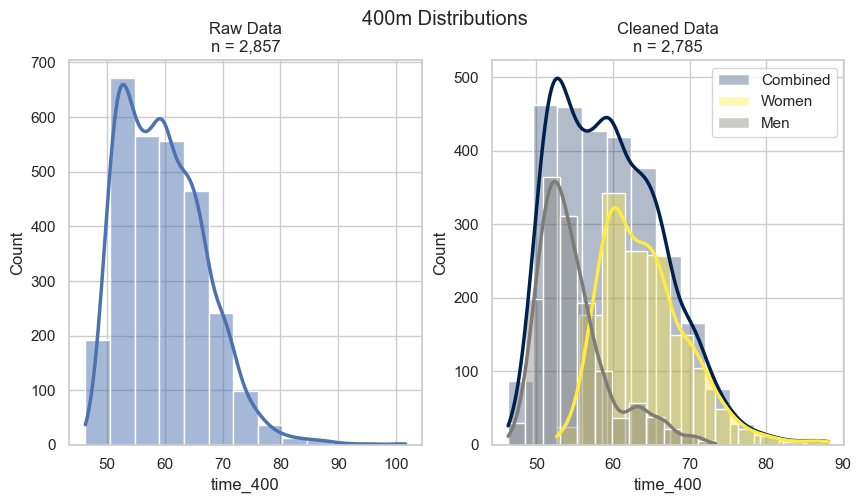 400m Distributions
Raw Data
n = 2,857
700
600
500
400
300
200
100
0
Count
50
60
70
80
90
100
time_400
Cleaned Data
n = 2,785
500
400
300
200
100
0
Count
50
60
70
80
90
time_400
Combined
Women
Men